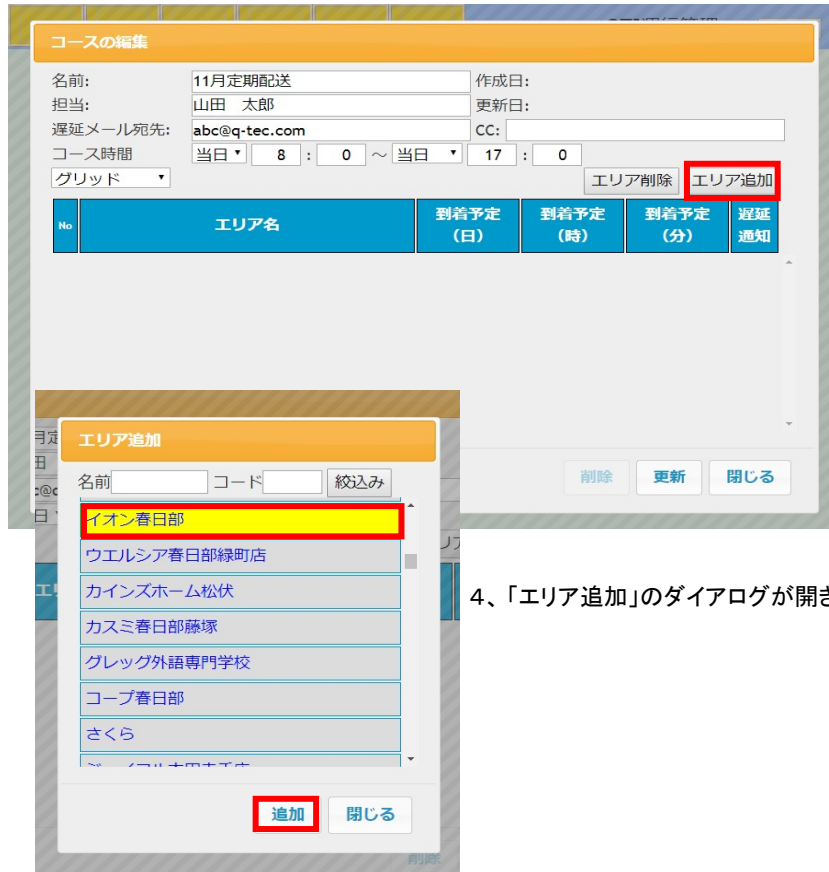 コースの編集
名前: 11月定期配送 作成日:
担当: 山田 太郎 更新日:
遅延メール宛先: abc@q-tec.com CC:
コース時間 当日 8 : 0 ～ 当日 17 : 0
グリッド エリア削除 エリア追加
No エリア名 到着予定(日) 到着予定(時) 到着予定(分) 遅延通知
削除 更新 閉じる
エリア追加
名前 コード 絞込み
イオン春日部
ウエルシア春日部緑町店
カインズホーム松伏
カスミ春日部藤塚
グレッグ外語専門学校
コープ春日部
さくら
追加 閉じる
削除
４、「エリア追加」のダイアログが開き